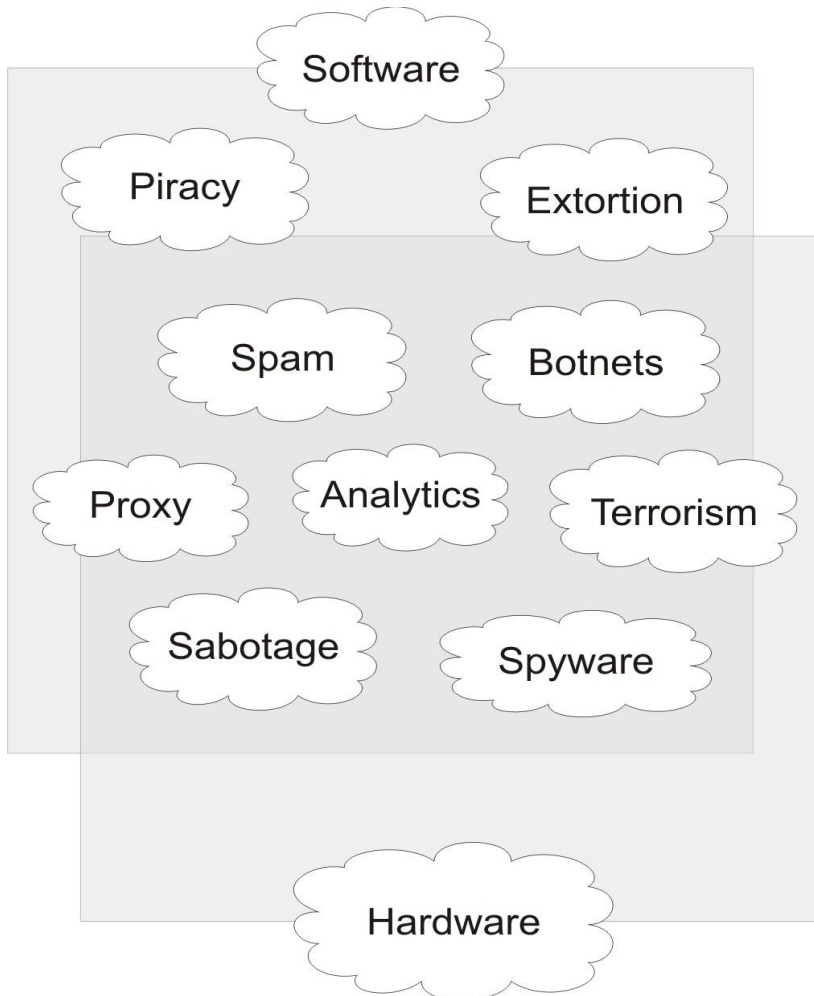 Software
Piracy
Extortion
Spam
Botnets
Proxy
Analytics
Terrorism
Sabotage
Spyware
Hardware